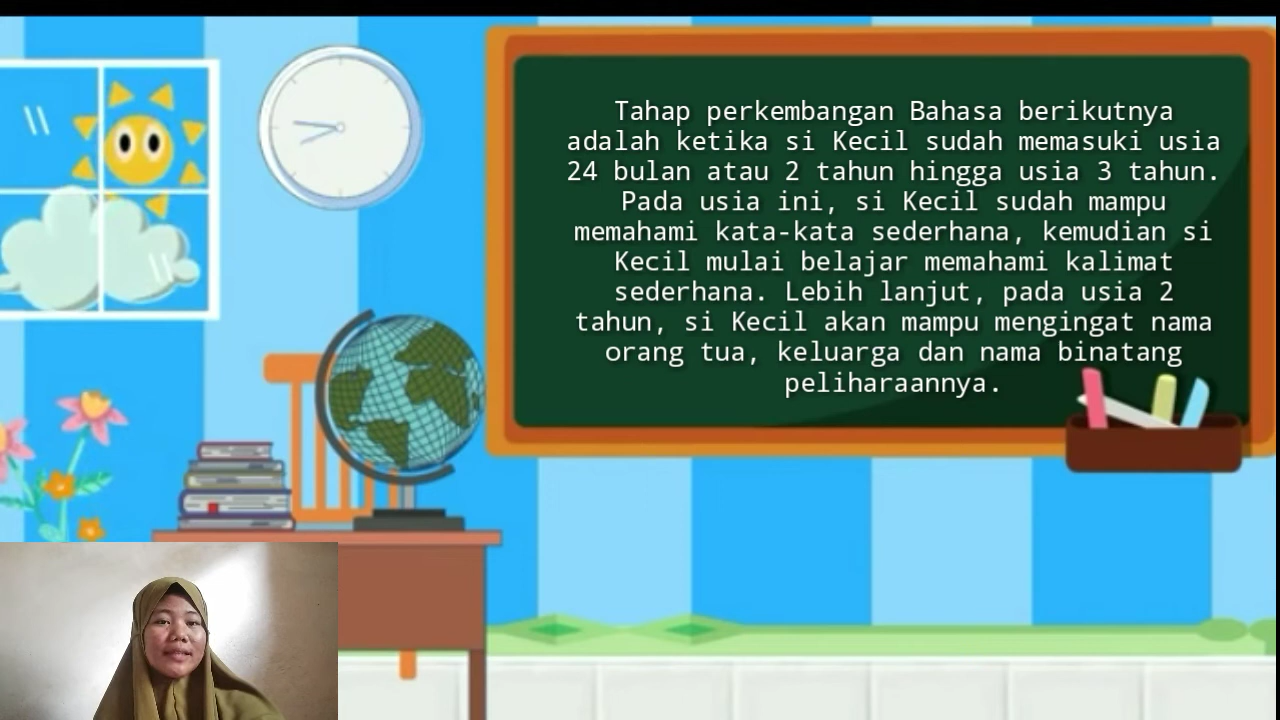 Tahap perkembangan Bahasa berikutnya
adalah ketika si Kecil sudah memasuki usia
24 bulan atau 2 tahun hingga usia 3 tahun.
Pada usia ini, si Kecil sudah mampu
memahami kata-kata sederhana, kemudian si
Kecil mulai belajar memahami kalimat
sederhana. Lebih lanjut, pada usia 2
tahun, si Kecil akan mampu mengingat nama
orang tua, keluarga dan nama binatang
peliharaannya.